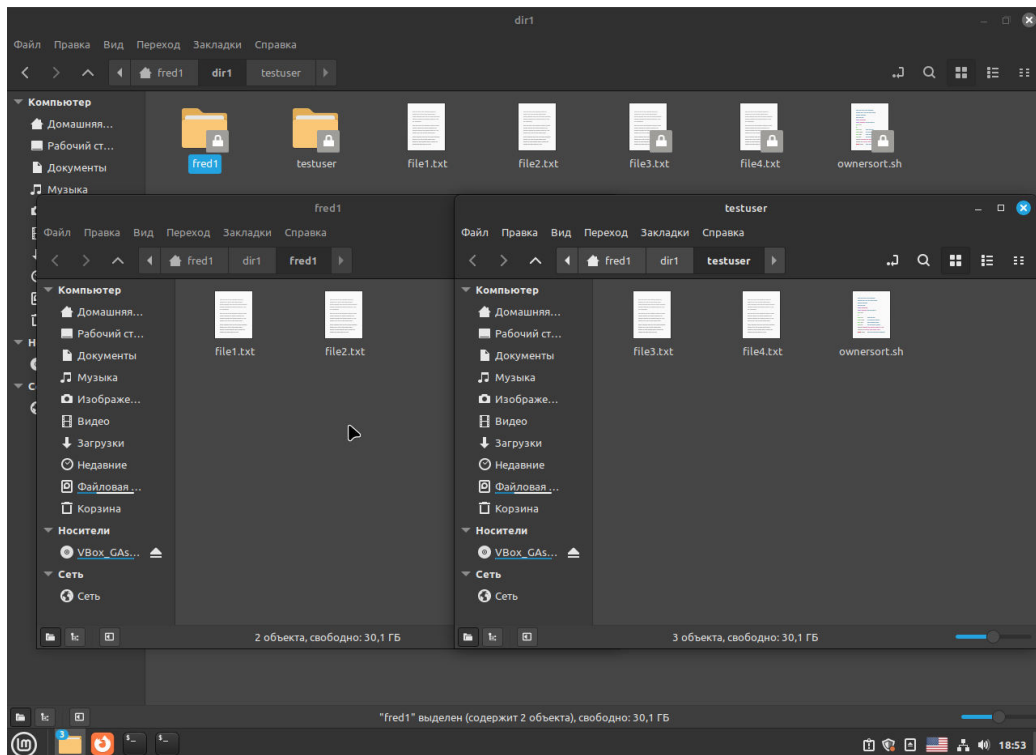 dir1
Файл Правка Вид Переход Закладки Справка
fred1 dir1 testuser
Компьютер
Домашняя...
Рабочий ст...
Документы
Музыка
fred1 testuser file1.txt file2.txt file3.txt file4.txt ownersort.sh
fred1
Файл Правка Вид Переход Закладки Справка
fred1 dir1 fred1
Компьютер
Домашняя...
Рабочий ст...
Документы
Музыка
Изображе...
Видео
Загрузки
Недавние
Файловая ...
Корзина
Носители
VBox_GAs...
Сеть
Сеть
file1.txt file2.txt
2 объекта, свободно: 30,1 ГБ
testuser
Файл Правка Вид Переход Закладки Справка
fred1 dir1 testuser
Компьютер
Домашняя...
Рабочий ст...
Документы
Музыка
Изображе...
Видео
Загрузки
Недавние
Файловая ...
Корзина
Носители
VBox_GAs...
Сеть
Сеть
file3.txt file4.txt ownersort.sh
3 объекта, свободно: 30,1 ГБ
"fred1" выделен (содержит 2 объекта), свободно: 30,1 ГБ
3
18:53